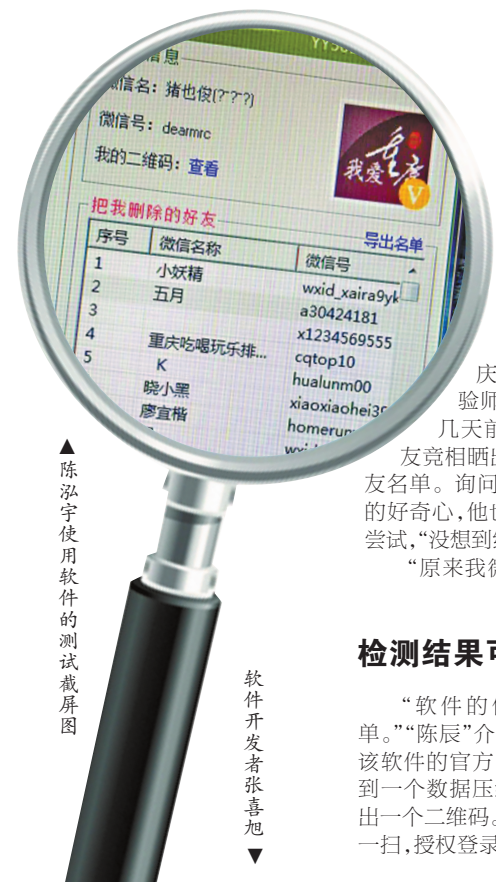 YY
信息
微信名：猪也俊(?¯?¯?)
微信号：dearmrc
我的二维码：查看
我爱重庆
V
把我删除的好友
导出名单
序号 微信名称 微信号
1 小妖精 wxid_xaira9yk
2 五月 a30424181
3 x1234569555
4 重庆吃喝玩乐排... cqtop10
5 K hualunm00
晓小黑 xiaoxiaohei39
廖宜楷 homerun
▲陈泓宇使用软件的测试截屏图
软件开发者张喜旭▼
庆
验师
几天前
友竞相晒出
友名单。询问
的好奇心,他也
尝试,“没想到结
“原来我微
检测结果可
“软件的使
单。”“陈辰”介
该软件的官方
到一个数据压缩
出一个二维码。
一扫,授权登录